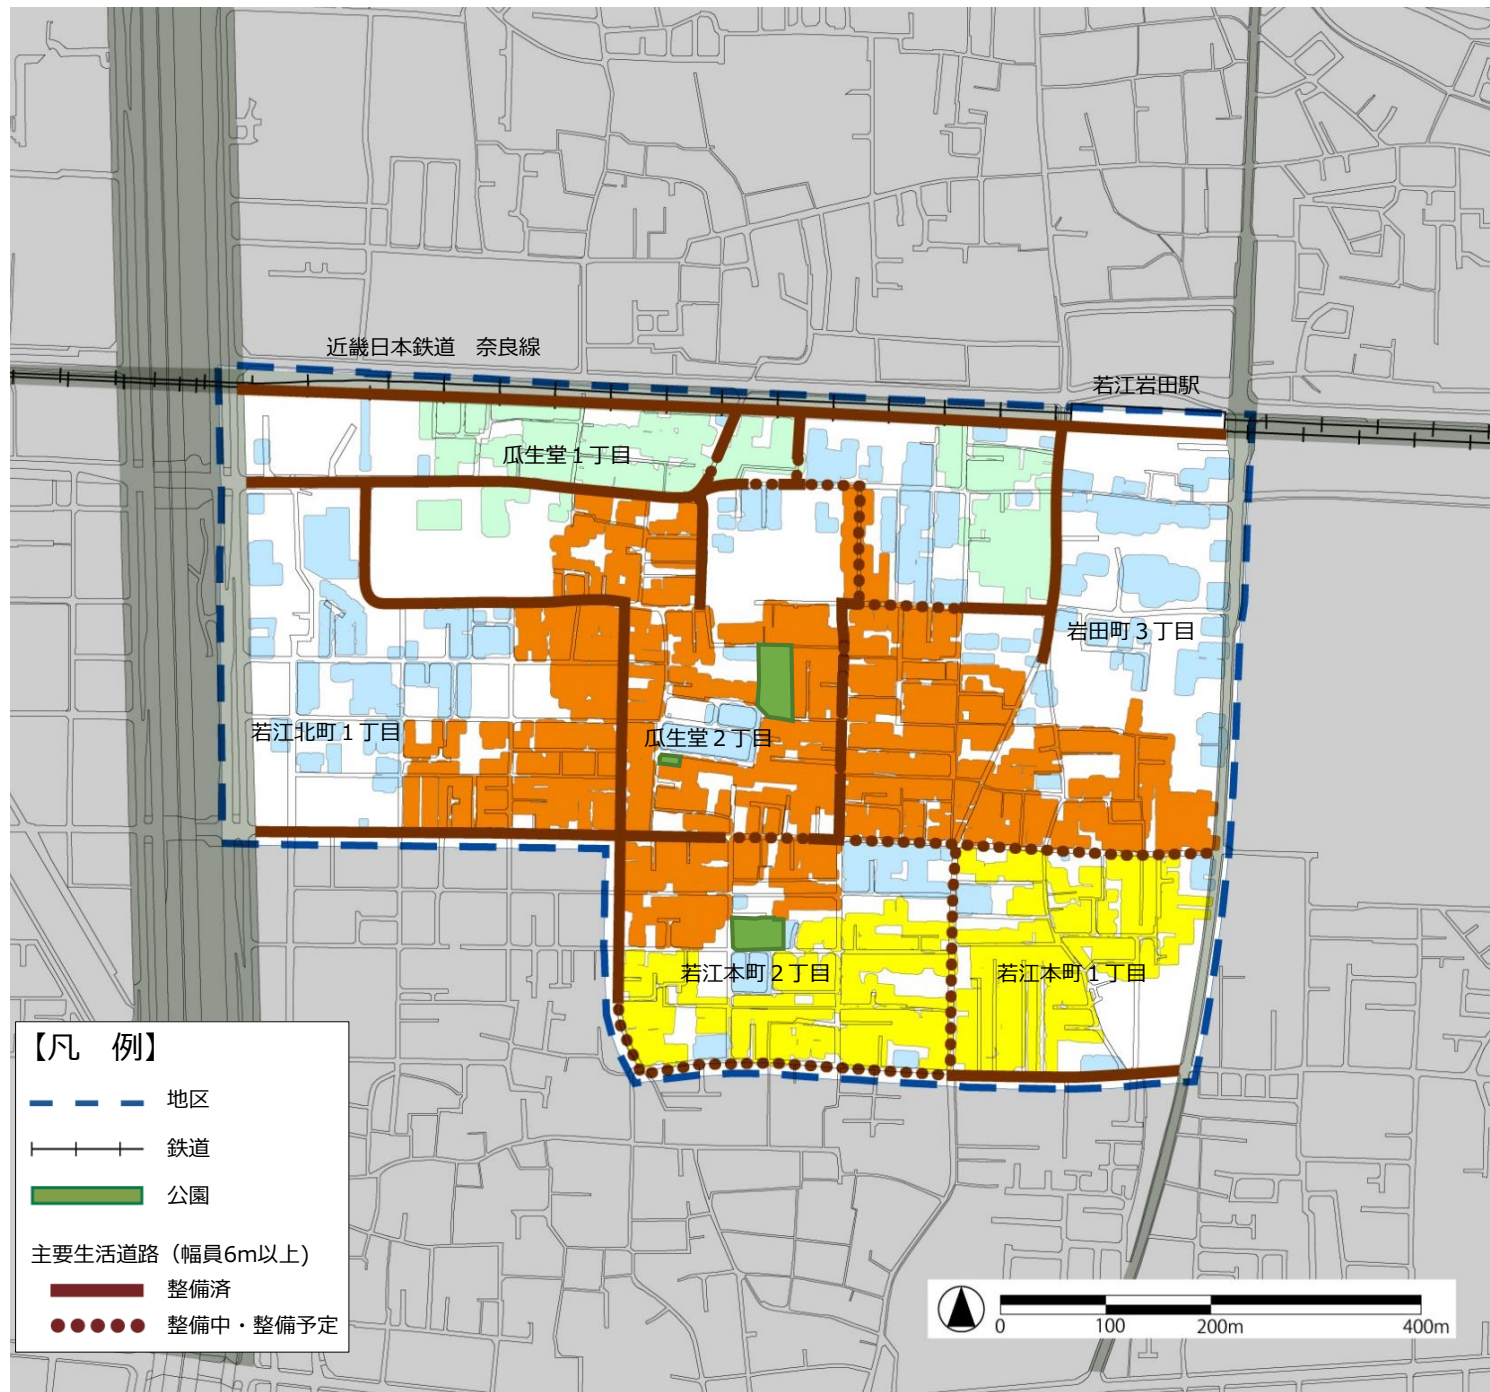 近畿日本鉄道　奈良線
若江岩田駅
瓜生堂１丁目
岩田町３丁目
若江北町１丁目
瓜生堂２丁目
若江本町２丁目
若江本町１丁目
【凡　例】
地区
鉄道
公園
主要生活道路（幅員6m以上)
整備済
整備中・整備予定
0 100 200m 400m